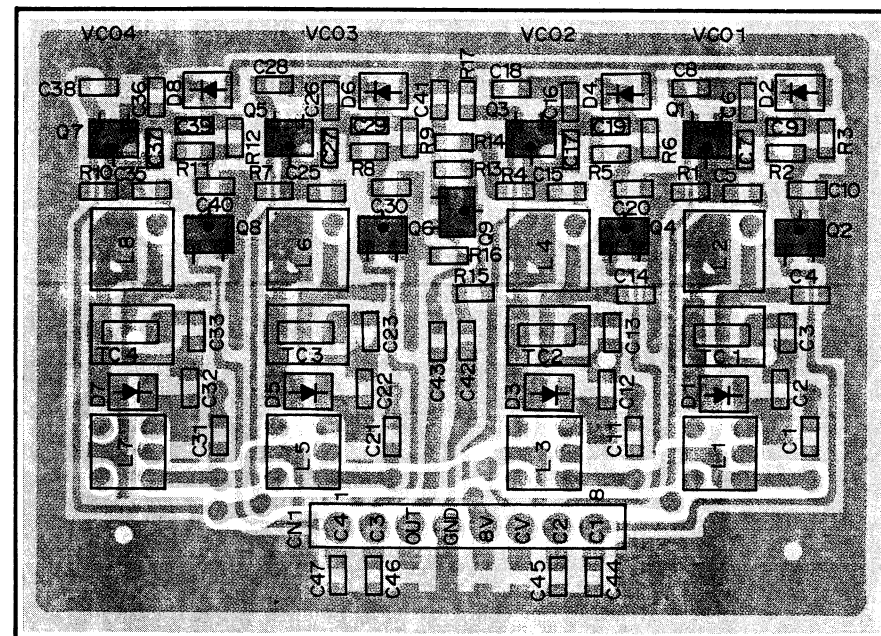 VCO4 VCO3 VCO2 VCO1
C38 C36 D8 C28 C26 D6 C41 R17 C18 C16 D4 C8 C6 D2
Q7 C37 C39 R12 Q5 C27 C29 R9 R14 Q3 C17 C19 R6 Q1 C7 C9 R3
R10 C35 R11 R7 C25 R8 R13 R4 C15 R5 R1 C5 R2 C10
C40 C30 C20
L8 Q8 L6 Q6 Q9 L4 Q4 L2 Q2
R16
R15 C14 C4
TC4 C33 TC3 C23 C43 C42 TC2 C13 TC1 C3
D7 C32 D5 C22 D3 C12 D1 C2
L7 C31 L5 C21 L3 C11 L1 C1
1 8
CN1 C4 C3 OUT GND 8V CV C2 C1
C47 C46 C45 C44